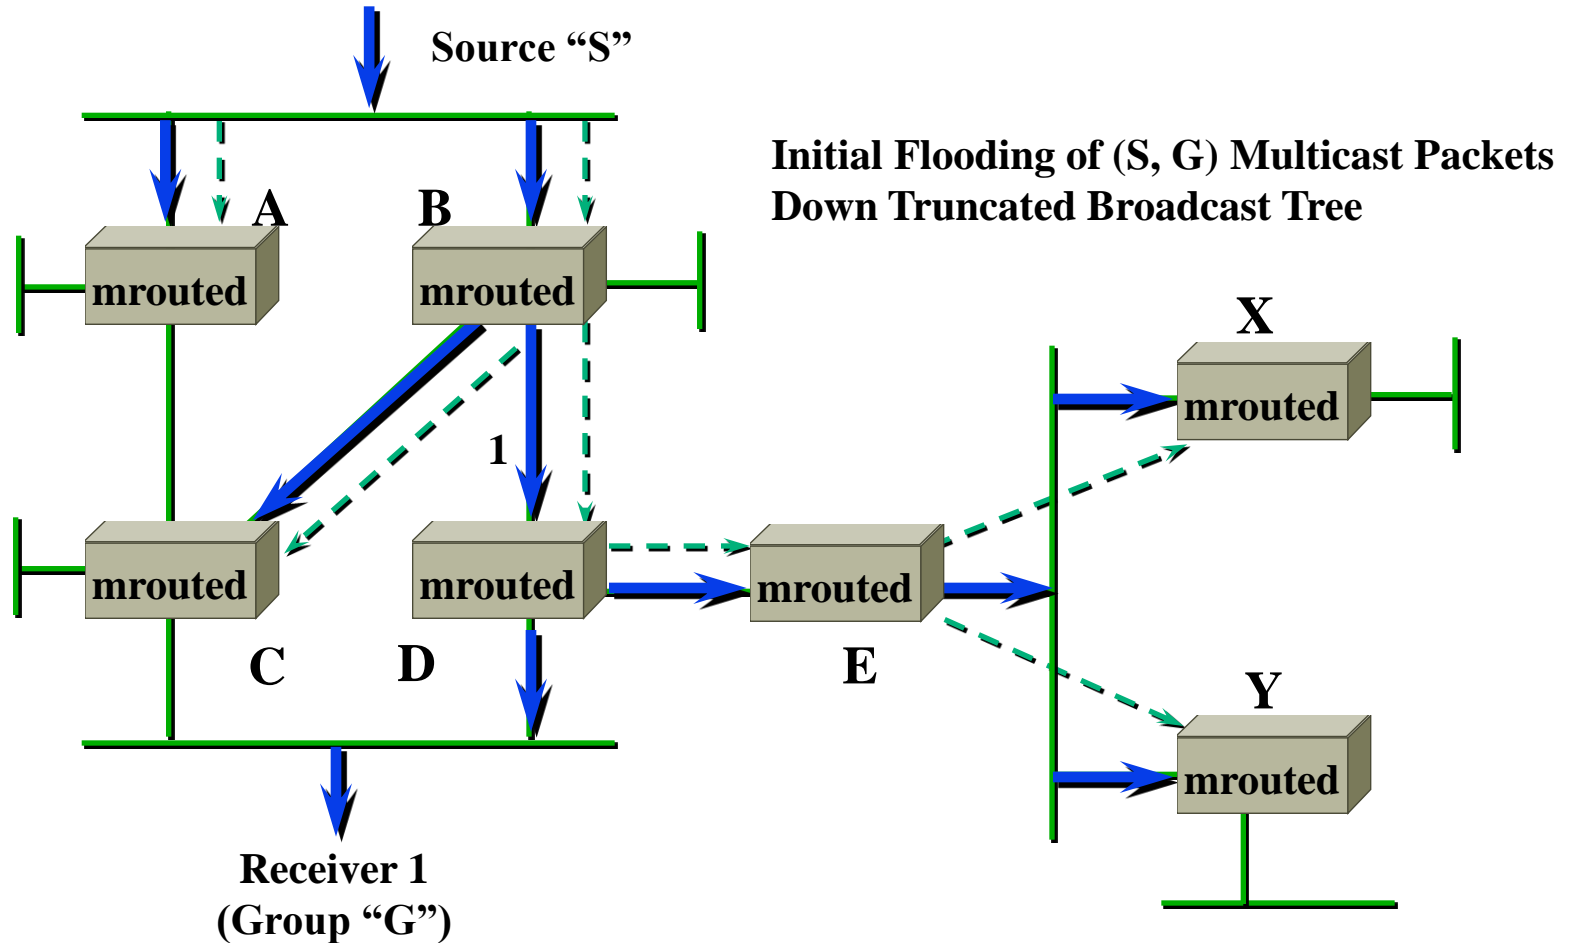 Source “S”
Initial Flooding of (S, G) Multicast Packets
Down Truncated Broadcast Tree
A
B
mrouted
mrouted
X
mrouted
1
mrouted
mrouted
mrouted
C
D
E
Y
mrouted
Receiver 1
(Group “G”)